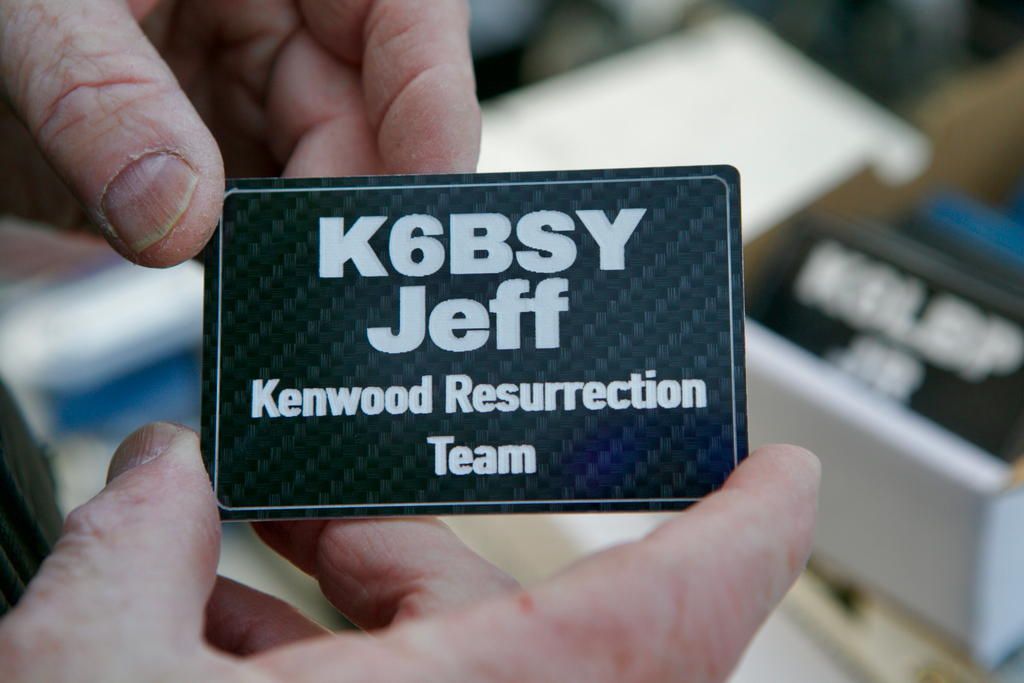 K6BSY
Jeff
Kenwood Resurrection
Team